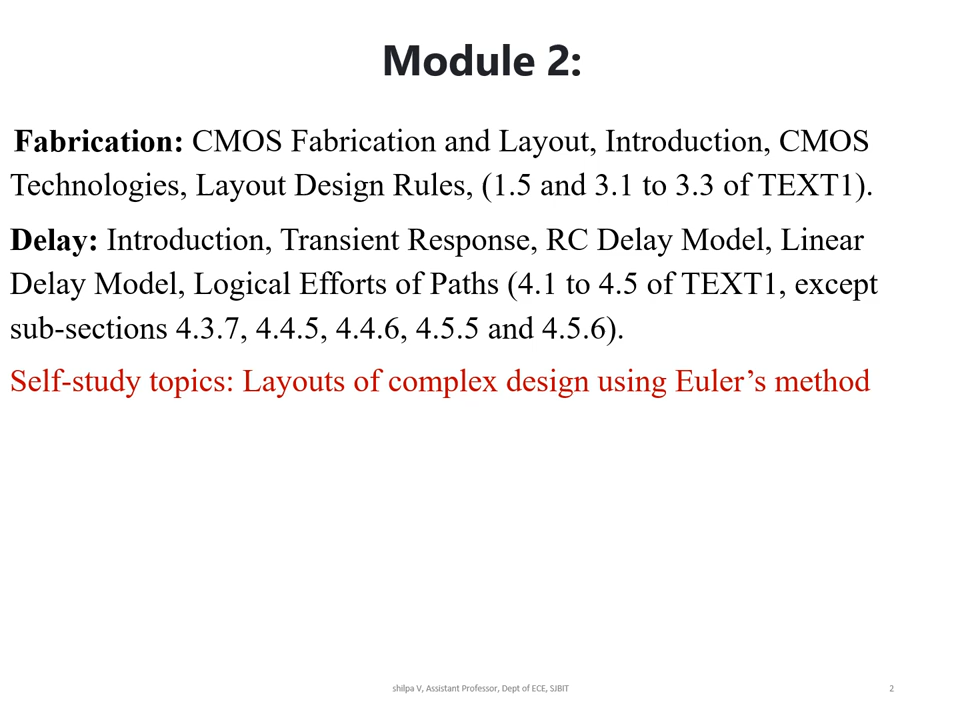 Module 2:
Fabrication: CMOS Fabrication and Layout, Introduction, CMOS
Technologies, Layout Design Rules, (1.5 and 3.1 to 3.3 of TEXT1).
Delay: Introduction, Transient Response, RC Delay Model, Linear
Delay Model, Logical Efforts of Paths (4.1 to 4.5 of TEXT1, except
sub-sections 4.3.7, 4.4.5, 4.4.6, 4.5.5 and 4.5.6).
Self-study topics: Layouts of complex design using Euler’s method
shilpa V, Assistant Professor, Dept of ECE, SJBIT
2